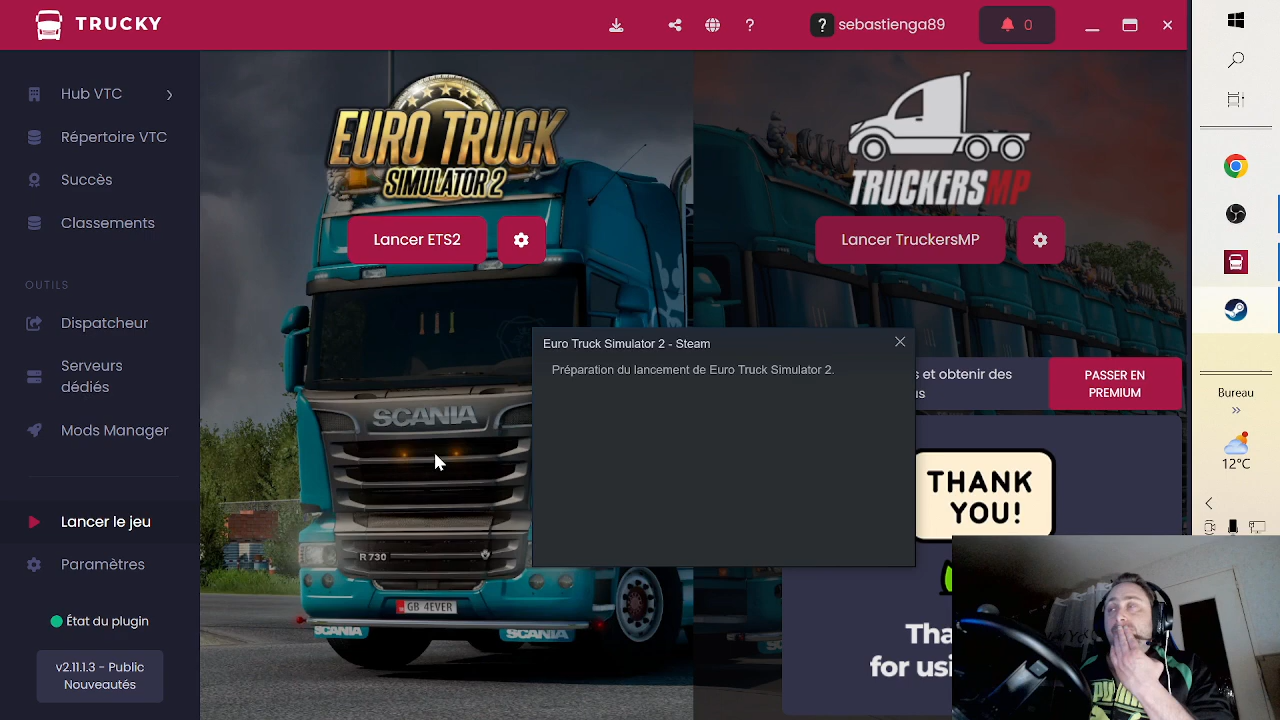 TRUCKY
? sebastienga89
0
Hub VTC
Répertoire VTC
Succès
Classements
OUTILS
Dispatcheur
Serveurs
dédiés
Mods Manager
Lancer le jeu
Paramètres
État du plugin
v2.11.1.3 - Public
Nouveautés
EURO TRUCK
SIMULATOR 2
Lancer ETS2
SCANIA
R 730
GB 4EVER
SCANIA
SCANIA
TRUCKERSMP
Lancer TruckersMP
Euro Truck Simulator 2 - Steam
Préparation du lancement de Euro Truck Simulator 2.
s et obtenir des
s
PASSER EN
PREMIUM
THANK
YOU!
Tha
for usi
Bureau
12°C